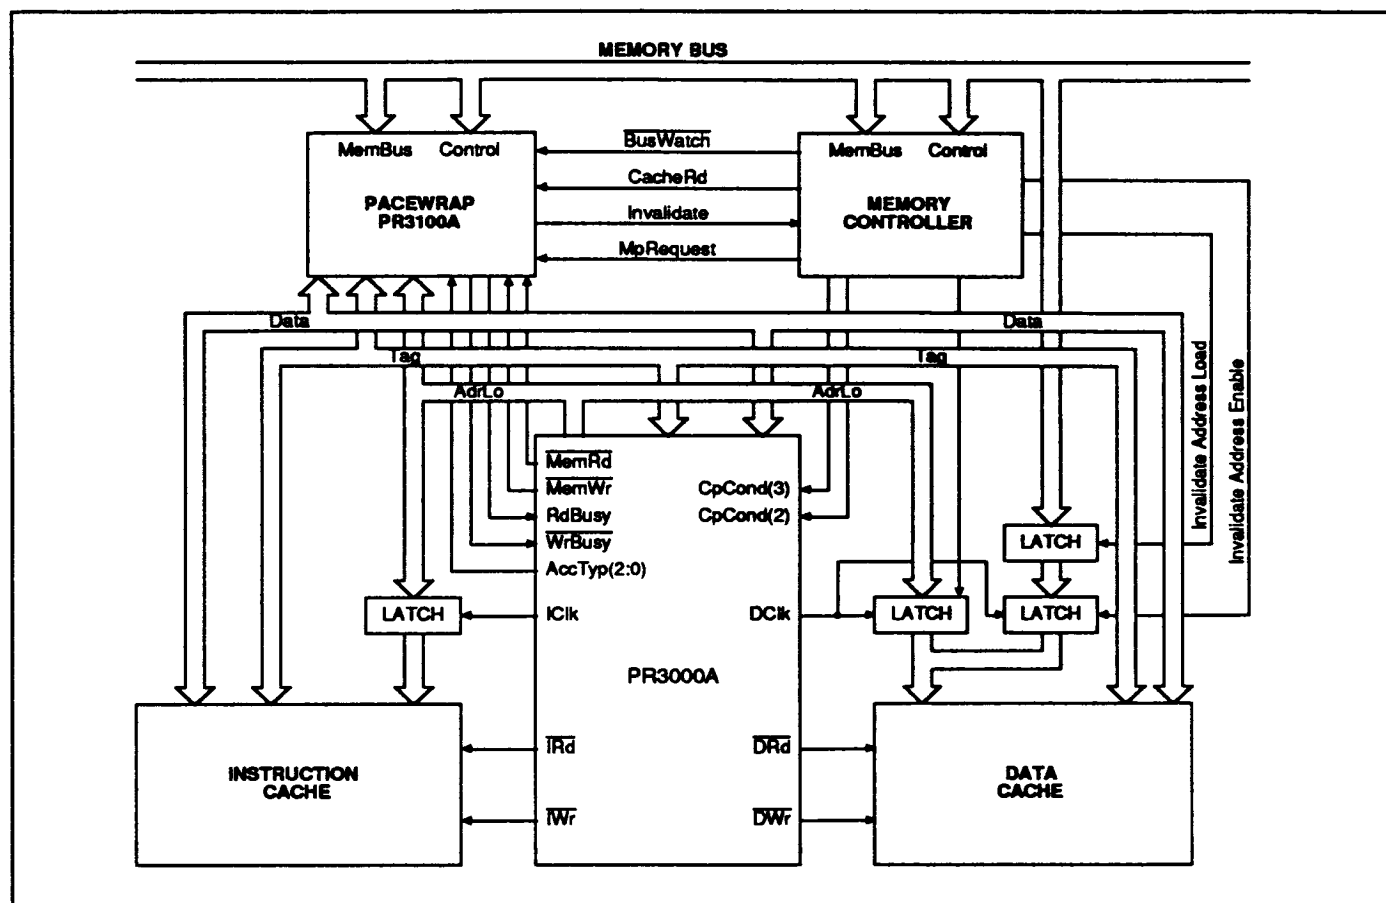 MEMORY BUS
MemBus Control
PACEWRAP
PR3100A
BusWatch
CacheRd
Invalidate
MpRequest
MemBus Control
MEMORY
CONTROLLER
Data
Data
Tag
Tag
AdrLo
AdrLo
Invalidate Address Load
Invalidate Address Enable
MemRd
MemWr
RdBusy
WrBusy
AccTyp(2:0)
IClk
CpCond(3)
CpCond(2)
DClk
PR3000A
IRd
IWr
DRd
DWr
LATCH
LATCH
LATCH
LATCH
INSTRUCTION
CACHE
DATA
CACHE